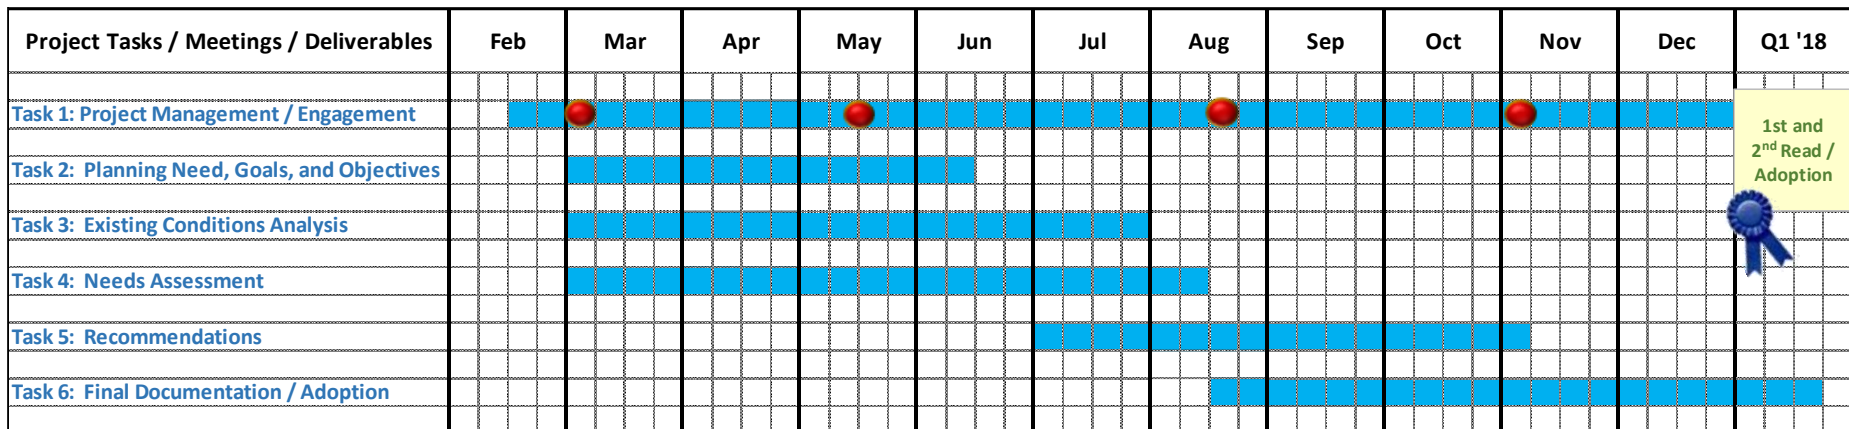 Project Tasks / Meetings / Deliverables Feb Mar Apr May Jun Jul Aug Sep Oct Nov Dec Q1 '18
Task 1: Project Management / Engagement
1st and
2nd Read /
Adoption
Task 2:  Planning Need, Goals, and Objectives
Task 3:  Existing Conditions Analysis
Task 4:  Needs Assessment
Task 5:  Recommendations
Task 6:  Final Documentation / Adoption